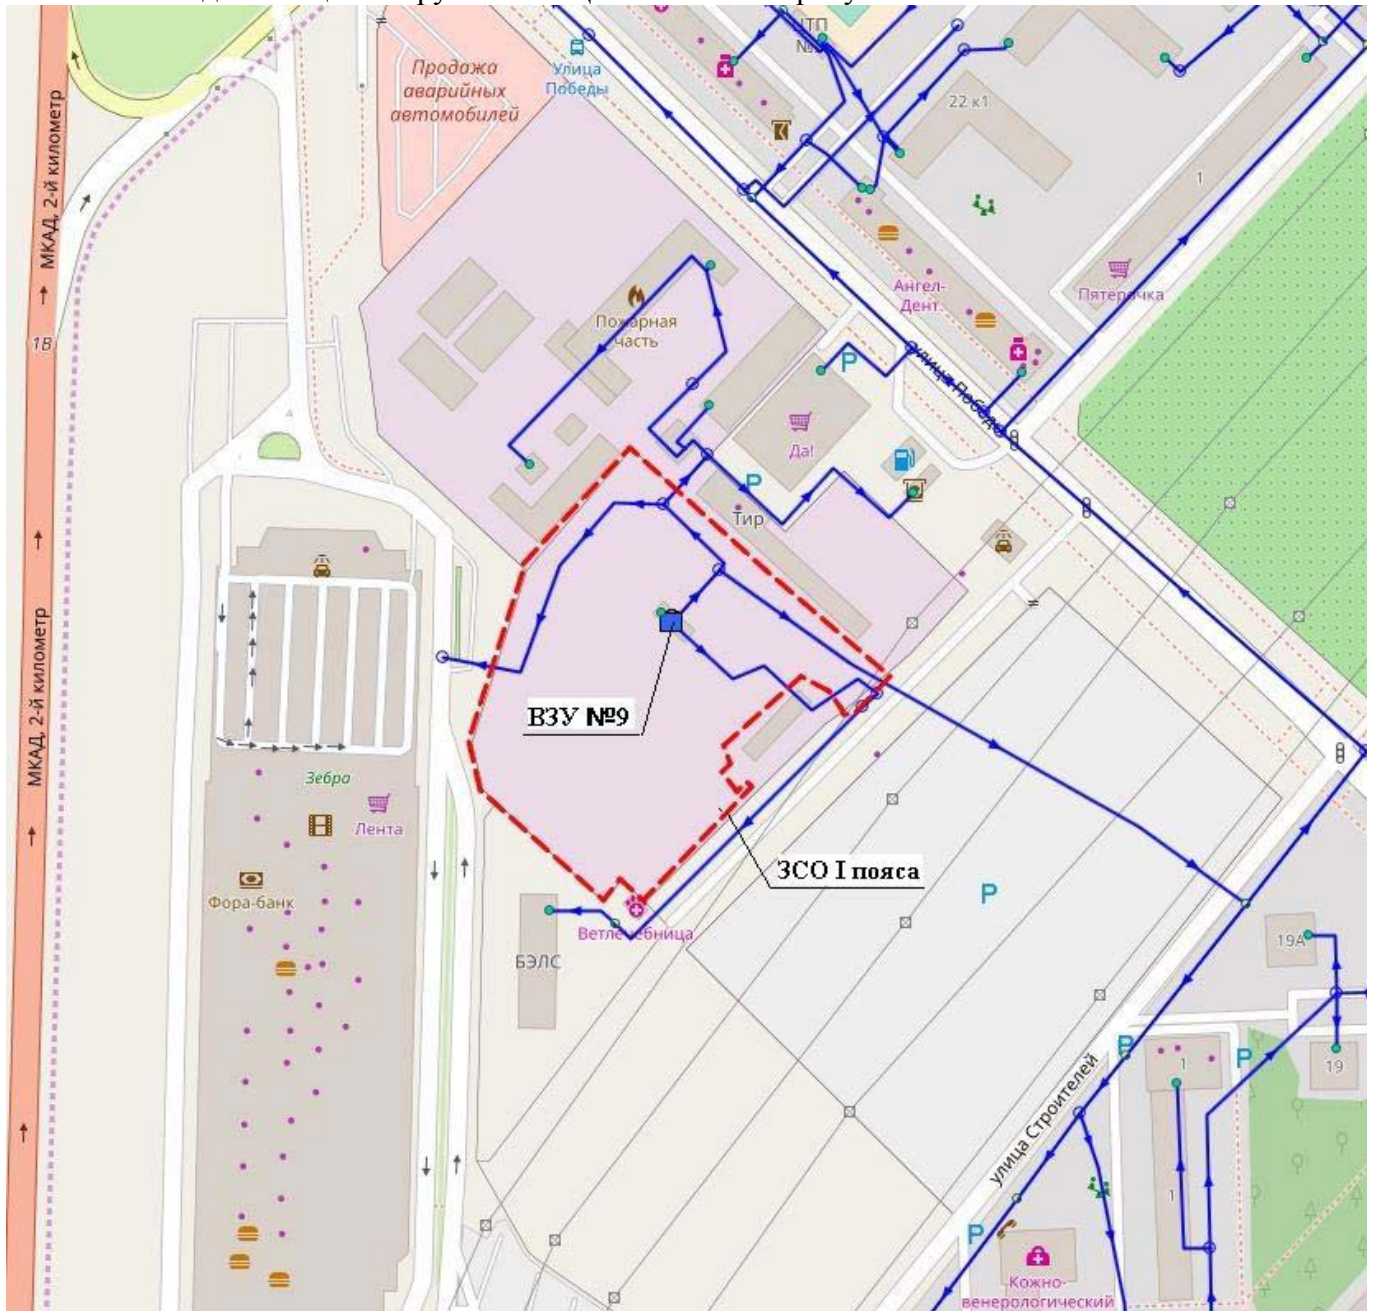 ЦТП
Продажа
аварийных
автомобилей
Улица
Победы
22 к1
1
МКАД, 2-й километр
Ангел-
Дент
Пятёрочка
Пожарная
часть
1В
P
улица Победы
Да!
P
Тир
МКАД, 2-й километр
ВЗУ №9
Зебра
Лента
ЗСО I пояса
Фора-банк
P
Ветлечебница
БЭЛС
19А
P
P
1
19
улица Строителей
1
P
Кожно-
венерологический